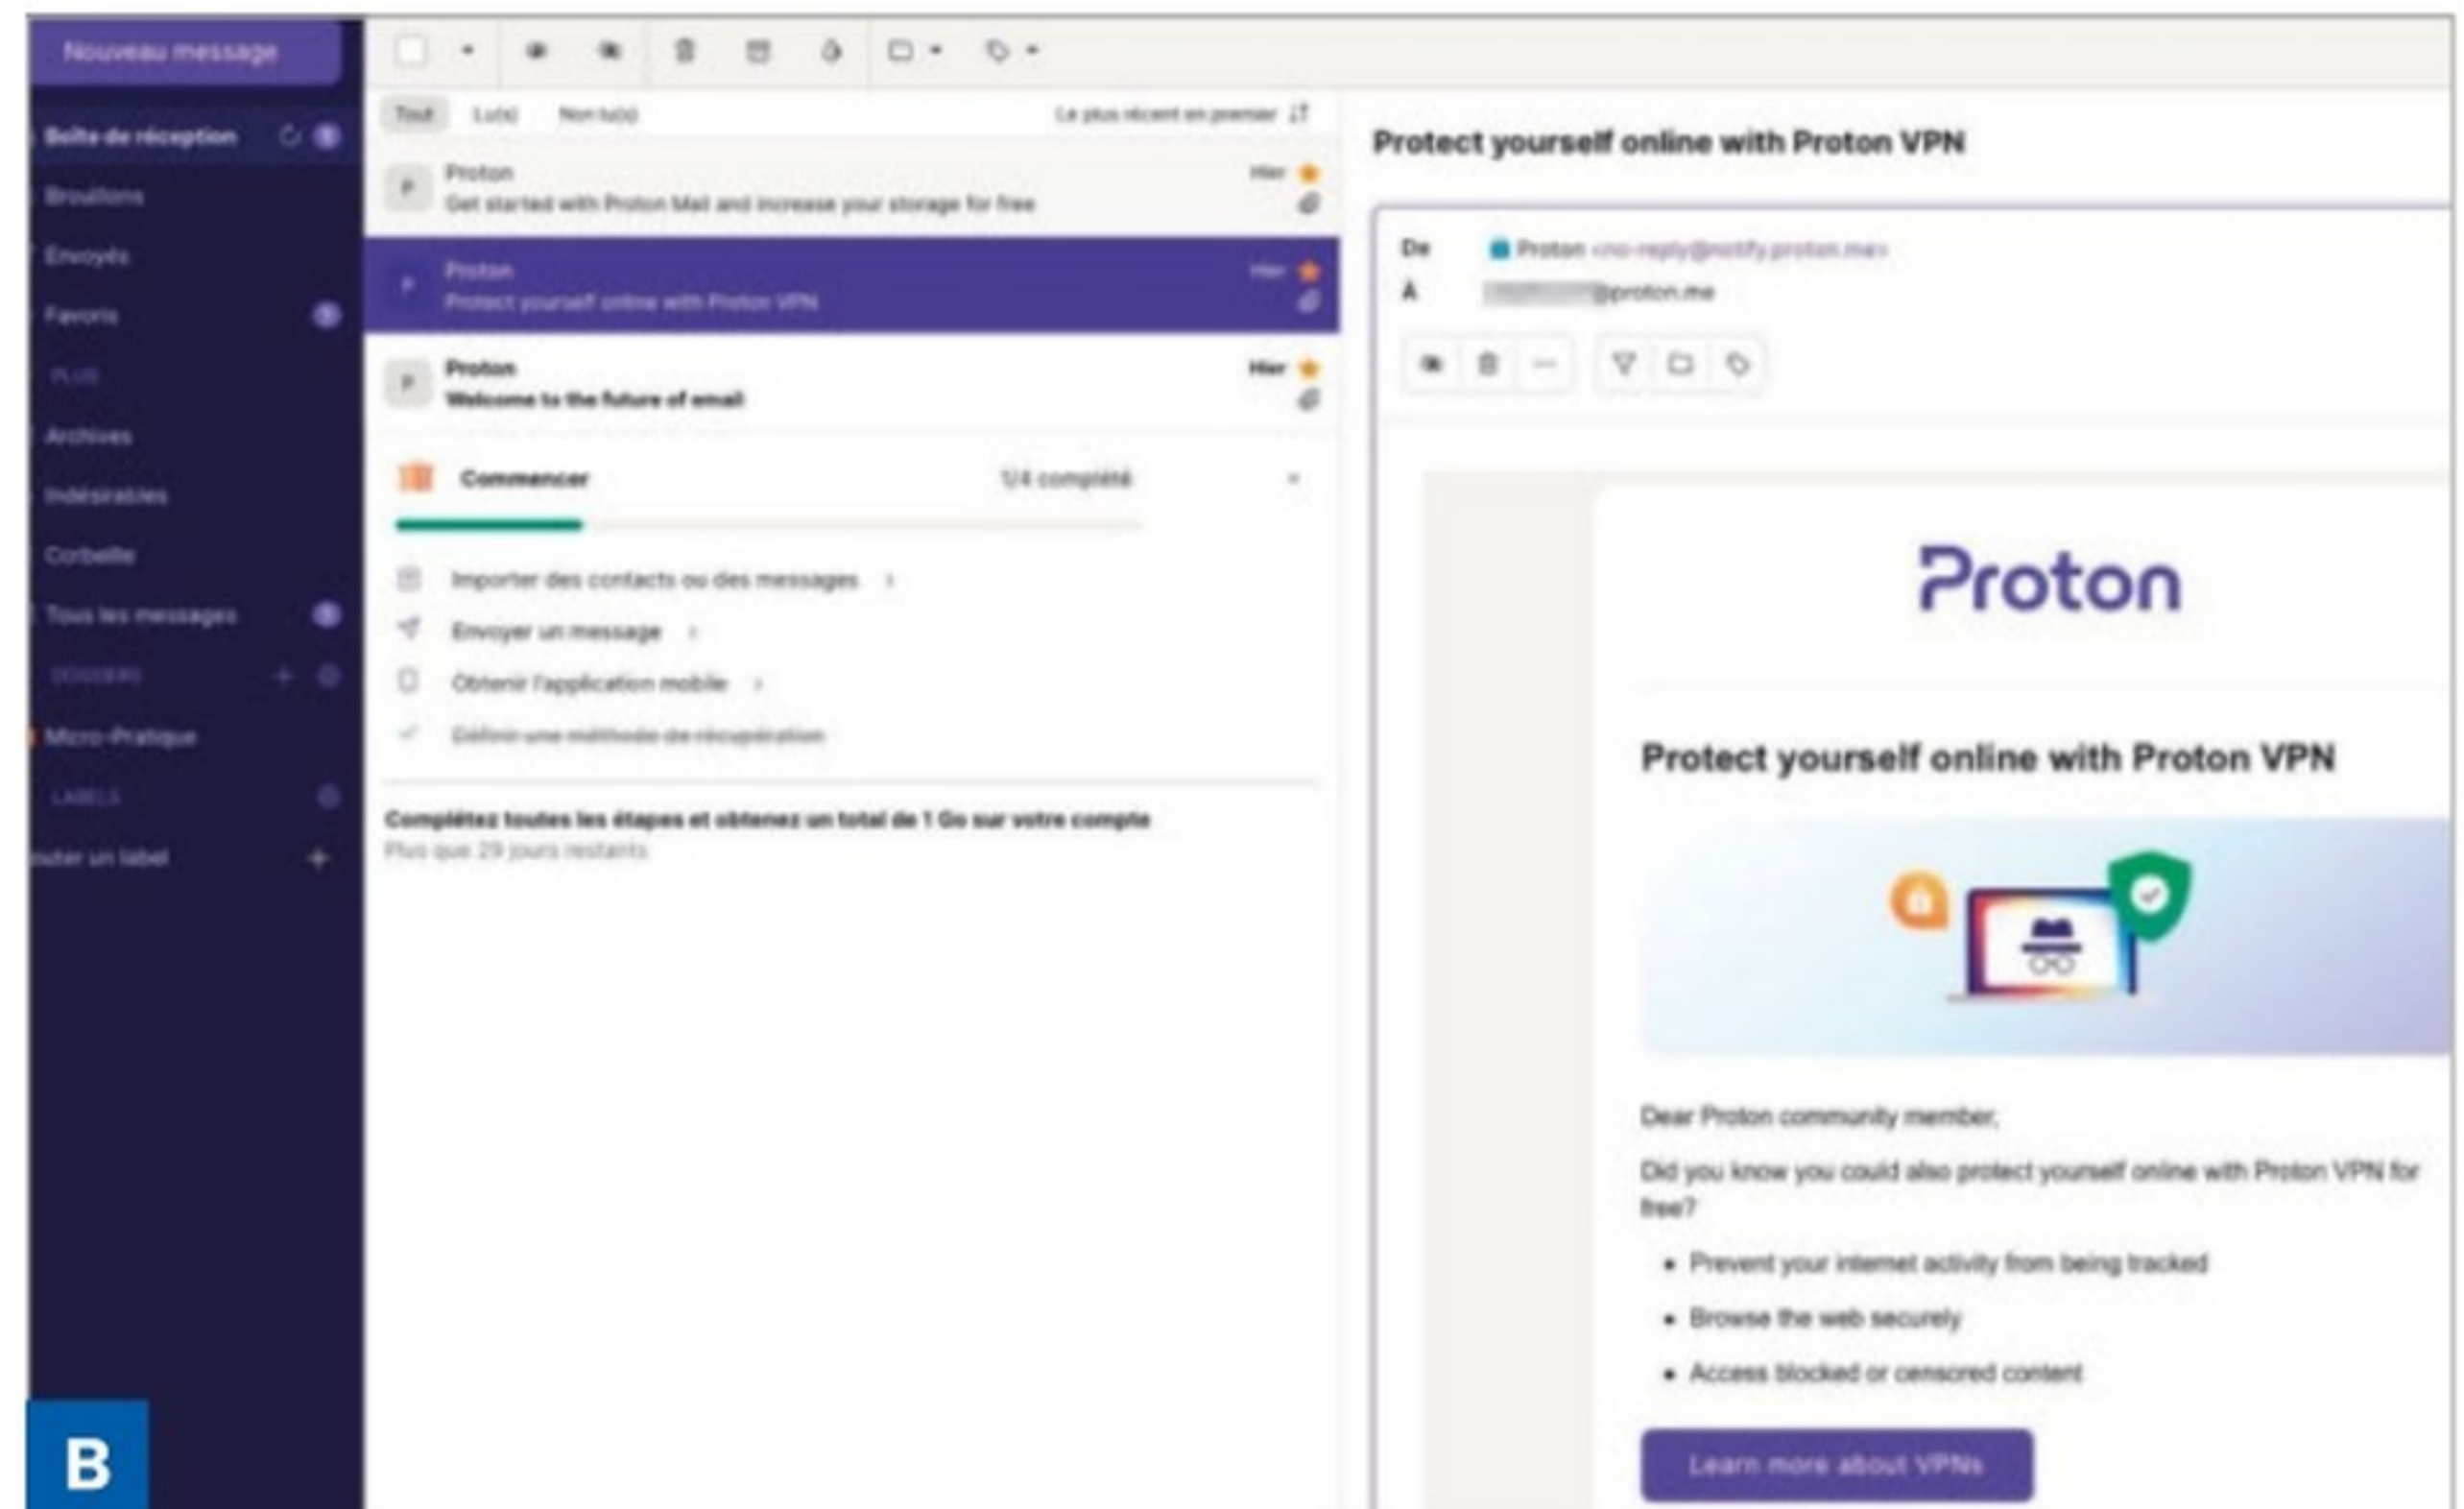 Nouveau message
Boîte de réception
Brouillons
Envoyés
Favoris
PLUS
Archives
Indésirables
Corbeille
Tous les messages
DOSSIERS
Micro-Pratique
LABELS
outer un label
B
Tout Lu(s) Non lu(s) Le plus récent en premier
P Proton Hier
Get started with Proton Mail and increase your storage for free
P Proton Hier
Protect yourself online with Proton VPN
P Proton Hier
Welcome to the future of email
Commencer 1/4 complété
Importer des contacts ou des messages
Envoyer un message
Obtenir l'application mobile
Définir une méthode de récupération
Complétez toutes les étapes et obtenez un total de 1 Go sur votre compte
Plus que 29 jours restants
Protect yourself online with Proton VPN
De Proton <no-reply@notify.proton.me>
À @proton.me
Proton
Protect yourself online with Proton VPN
Dear Proton community member,
Did you know you could also protect yourself online with Proton VPN for
free?
• Prevent your internet activity from being tracked
• Browse the web securely
• Access blocked or censored content
Learn more about VPNs